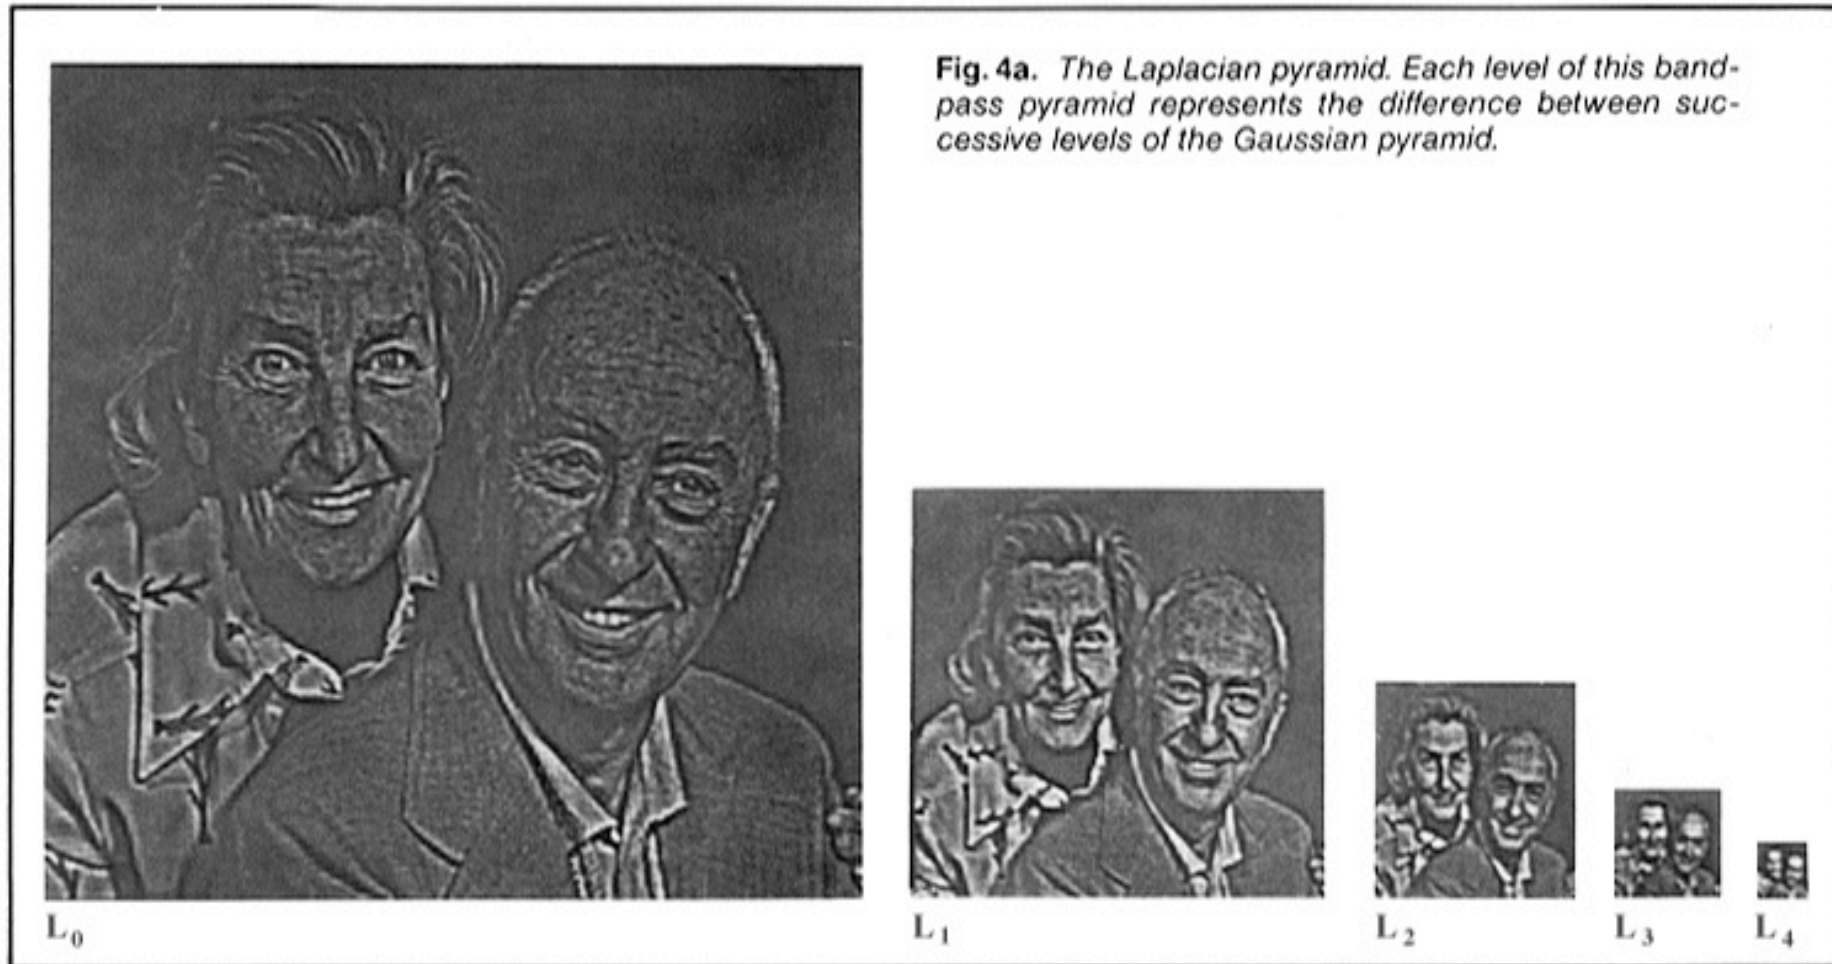 Fig. 4a. The Laplacian pyramid. Each level of this band-
pass pyramid represents the difference between suc-
cessive levels of the Gaussian pyramid.
L0
L1
L2
L3
L4